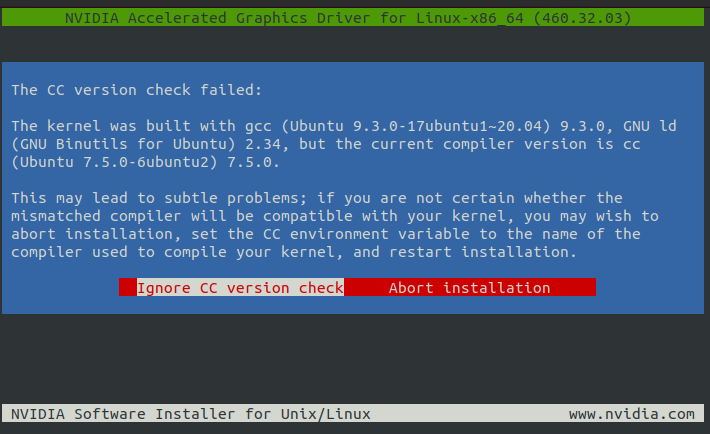 NVIDIA Accelerated Graphics Driver for Linux-x86_64 (460.32.03)
The CC version check failed:
The kernel was built with gcc (Ubuntu 9.3.0-17ubuntu1~20.04) 9.3.0, GNU ld
(GNU Binutils for Ubuntu) 2.34, but the current compiler version is cc
(Ubuntu 7.5.0-6ubuntu2) 7.5.0.
This may lead to subtle problems; if you are not certain whether the
mismatched compiler will be compatible with your kernel, you may wish to
abort installation, set the CC environment variable to the name of the
compiler used to compile your kernel, and restart installation.
Ignore CC version check Abort installation
NVIDIA Software Installer for Unix/Linux www.nvidia.com